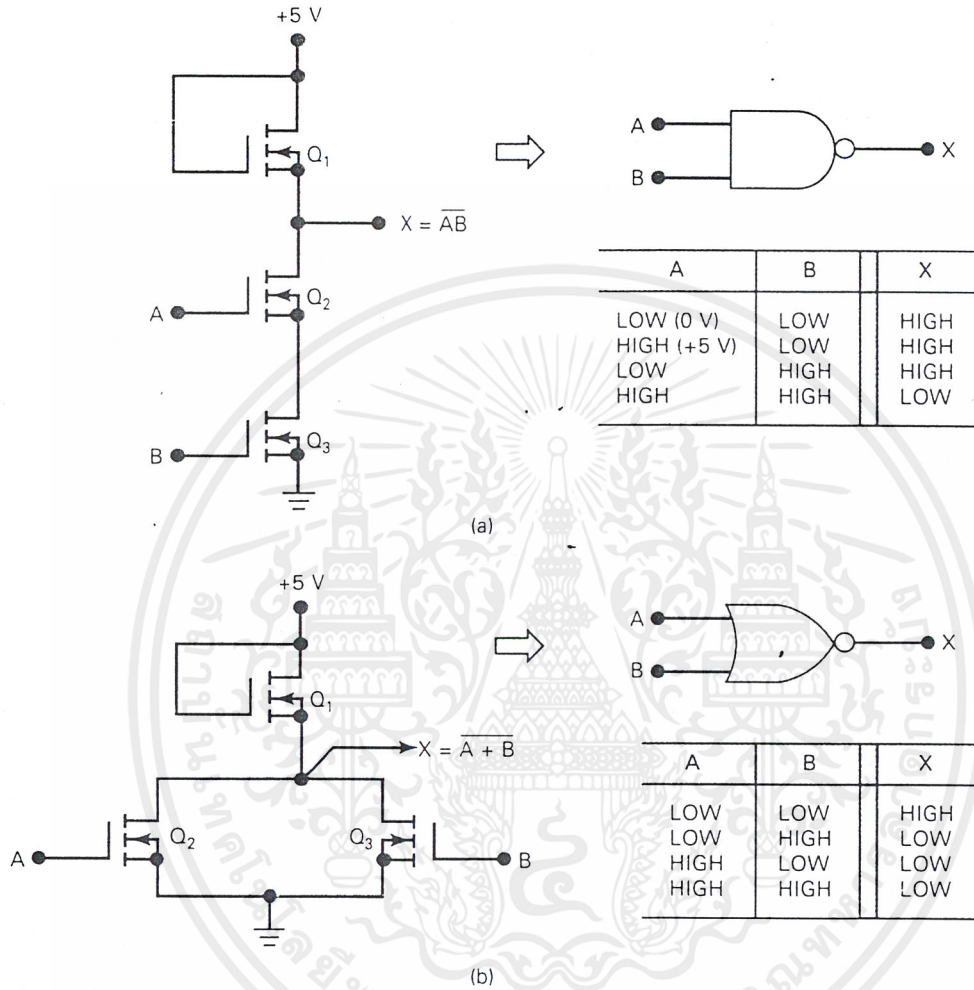 +5 V
Q1
X = A̅B̅
A
Q2
B
Q3
(a)
A
B
X
A B X
LOW (0 V) LOW HIGH
HIGH (+5 V) LOW HIGH
LOW HIGH HIGH
HIGH HIGH LOW
+5 V
Q1
X = A̅ ̅+̅ ̅B̅
A
Q2
Q3
B
(b)
A
B
X
A B X
LOW LOW HIGH
LOW HIGH LOW
HIGH LOW LOW
HIGH HIGH LOW